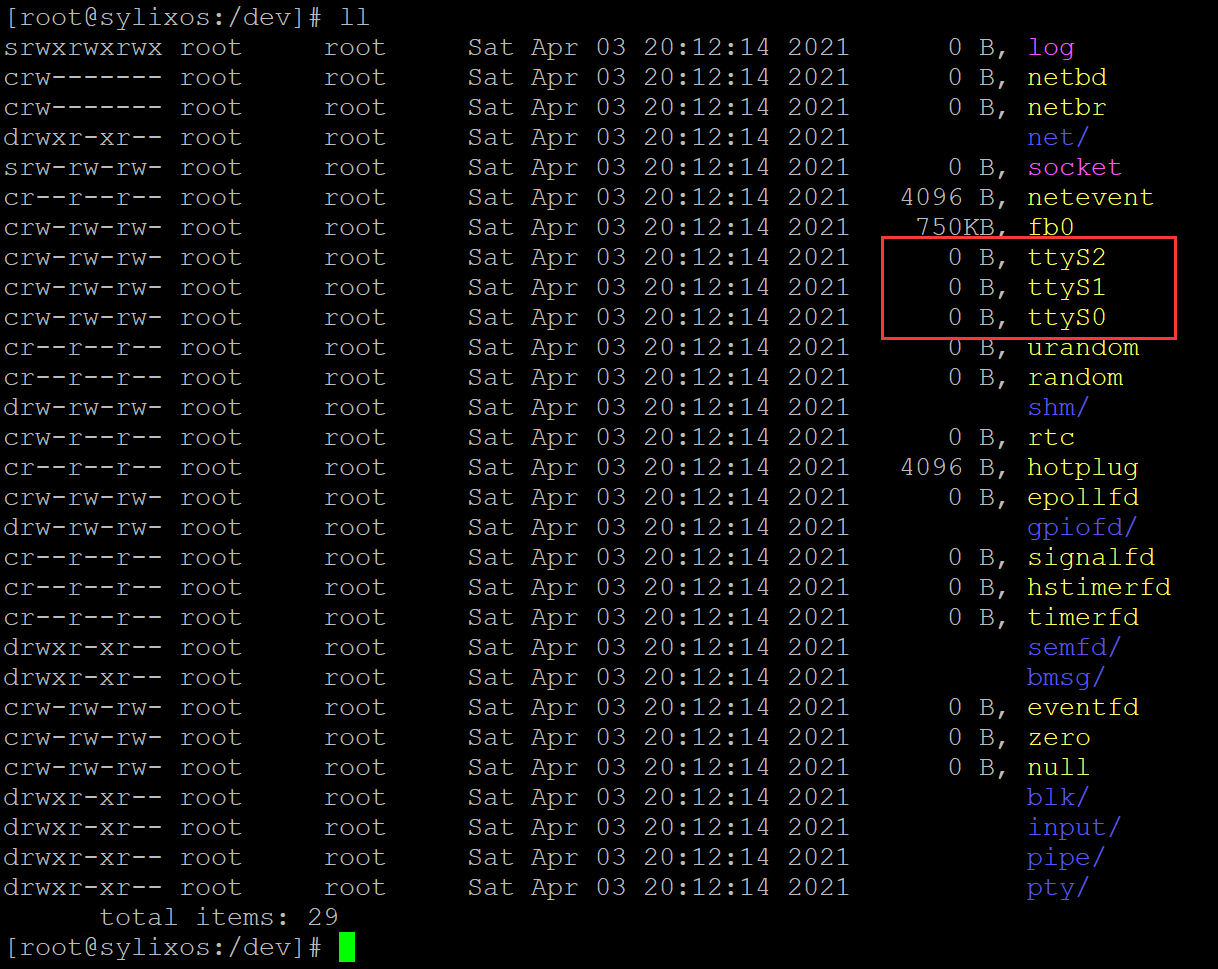 [root@sylixos:/dev]# ll
srwxrwxrwx root     root     Sat Apr 03 20:12:14 2021      0 B, log
crw------- root     root     Sat Apr 03 20:12:14 2021      0 B, netbd
crw------- root     root     Sat Apr 03 20:12:14 2021      0 B, netbr
drwxr-xr-- root     root     Sat Apr 03 20:12:14 2021           net/
srw-rw-rw- root     root     Sat Apr 03 20:12:14 2021      0 B, socket
cr--r--r-- root     root     Sat Apr 03 20:12:14 2021   4096 B, netevent
crw-rw-rw- root     root     Sat Apr 03 20:12:14 2021    750KB, fb0
crw-rw-rw- root     root     Sat Apr 03 20:12:14 2021      0 B, ttyS2
crw-rw-rw- root     root     Sat Apr 03 20:12:14 2021      0 B, ttyS1
crw-rw-rw- root     root     Sat Apr 03 20:12:14 2021      0 B, ttyS0
cr--r--r-- root     root     Sat Apr 03 20:12:14 2021      0 B, urandom
cr--r--r-- root     root     Sat Apr 03 20:12:14 2021      0 B, random
drw-rw-rw- root     root     Sat Apr 03 20:12:14 2021           shm/
crw-r--r-- root     root     Sat Apr 03 20:12:14 2021      0 B, rtc
cr--r--r-- root     root     Sat Apr 03 20:12:14 2021   4096 B, hotplug
crw-rw-rw- root     root     Sat Apr 03 20:12:14 2021      0 B, epollfd
drw-rw-rw- root     root     Sat Apr 03 20:12:14 2021           gpiofd/
cr--r--r-- root     root     Sat Apr 03 20:12:14 2021      0 B, signalfd
cr--r--r-- root     root     Sat Apr 03 20:12:14 2021      0 B, hstimerfd
cr--r--r-- root     root     Sat Apr 03 20:12:14 2021      0 B, timerfd
drwxr-xr-- root     root     Sat Apr 03 20:12:14 2021           semfd/
drwxr-xr-- root     root     Sat Apr 03 20:12:14 2021           bmsg/
crw-rw-rw- root     root     Sat Apr 03 20:12:14 2021      0 B, eventfd
crw-rw-rw- root     root     Sat Apr 03 20:12:14 2021      0 B, zero
crw-rw-rw- root     root     Sat Apr 03 20:12:14 2021      0 B, null
drwxr-xr-- root     root     Sat Apr 03 20:12:14 2021           blk/
drwxr-xr-- root     root     Sat Apr 03 20:12:14 2021           input/
drwxr-xr-- root     root     Sat Apr 03 20:12:14 2021           pipe/
drwxr-xr-- root     root     Sat Apr 03 20:12:14 2021           pty/
      total items: 29
[root@sylixos:/dev]#